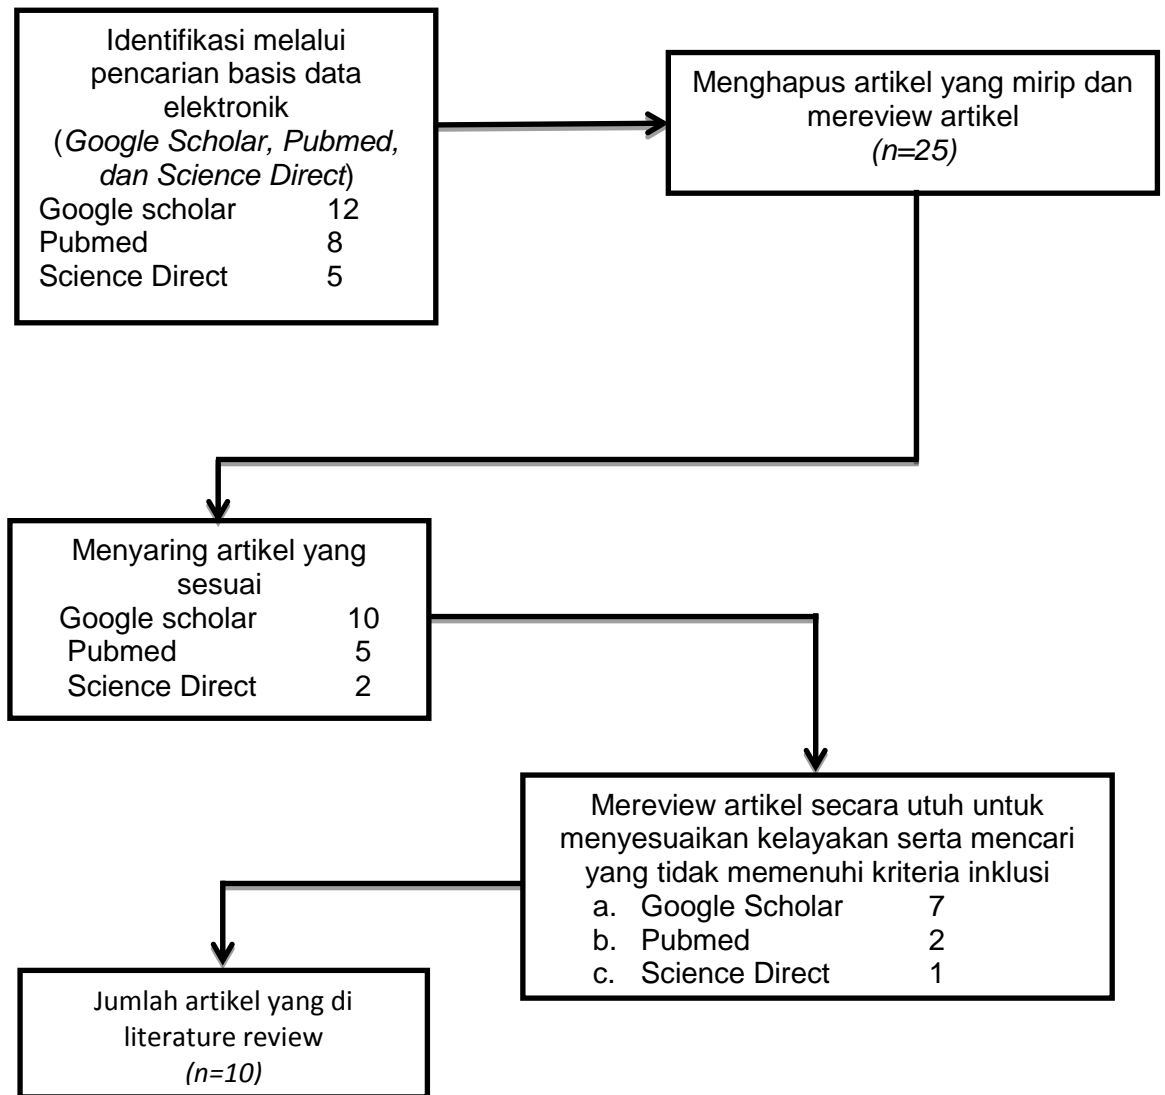 Identifikasi melalui
pencarian basis data
elektronik
(Google Scholar, Pubmed,
dan Science Direct)
Google scholar 12
Pubmed 8
Science Direct 5
Menghapus artikel yang mirip dan
mereview artikel
(n=25)
Menyaring artikel yang
sesuai
Google scholar 10
Pubmed 5
Science Direct 2
Mereview artikel secara utuh untuk
menyesuaikan kelayakan serta mencari
yang tidak memenuhi kriteria inklusi
a. Google Scholar 7
b. Pubmed 2
c. Science Direct 1
Jumlah artikel yang di
literature review
(n=10)